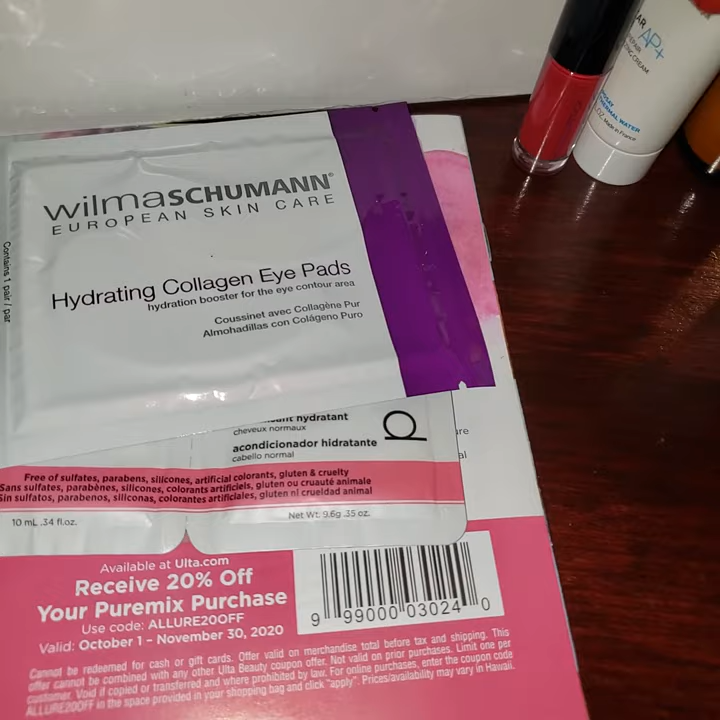 AR
AP+
REPAIR
CREAM
THERMAL WATER
Made in France
wilmaSCHUMANN®
EUROPEAN SKIN CARE
Contains 1 pair / par
Hydrating Collagen Eye Pads
hydration booster for the eye contour area
Coussinet avec Collagène Pur
Almohadillas con Colágeno Puro
hydratant
cheveux normaux
acondicionador hidratante
cabello normal
Free of sulfates, parabens, silicones, artificial colorants, gluten & cruelty
Sans sulfates, parabènes, silicones, colorants artificiels, gluten ou cruauté animale
Sin sulfatos, parabenos, siliconas, colorantes artificiales, gluten ni crueldad animal
10 mL .34 fl.oz.
Net Wt. 9.6g .35 oz.
Available at Ulta.com
Receive 20% Off
Your Puremix Purchase
Use code: ALLURE20OFF
Valid: October 1 – November 30, 2020
9 99000 03024 0
Cannot be redeemed for cash or gift cards. Offer valid on merchandise total before tax and shipping. This
offer cannot be combined with any other Ulta Beauty coupon offer. Not valid on prior purchases. Limit one per
customer. Void if copied or transferred and where prohibited by law. For online purchases, enter the coupon code
ALLURE20OFF in the space provided in your shopping bag and click "apply". Prices/availability may vary in Hawaii.